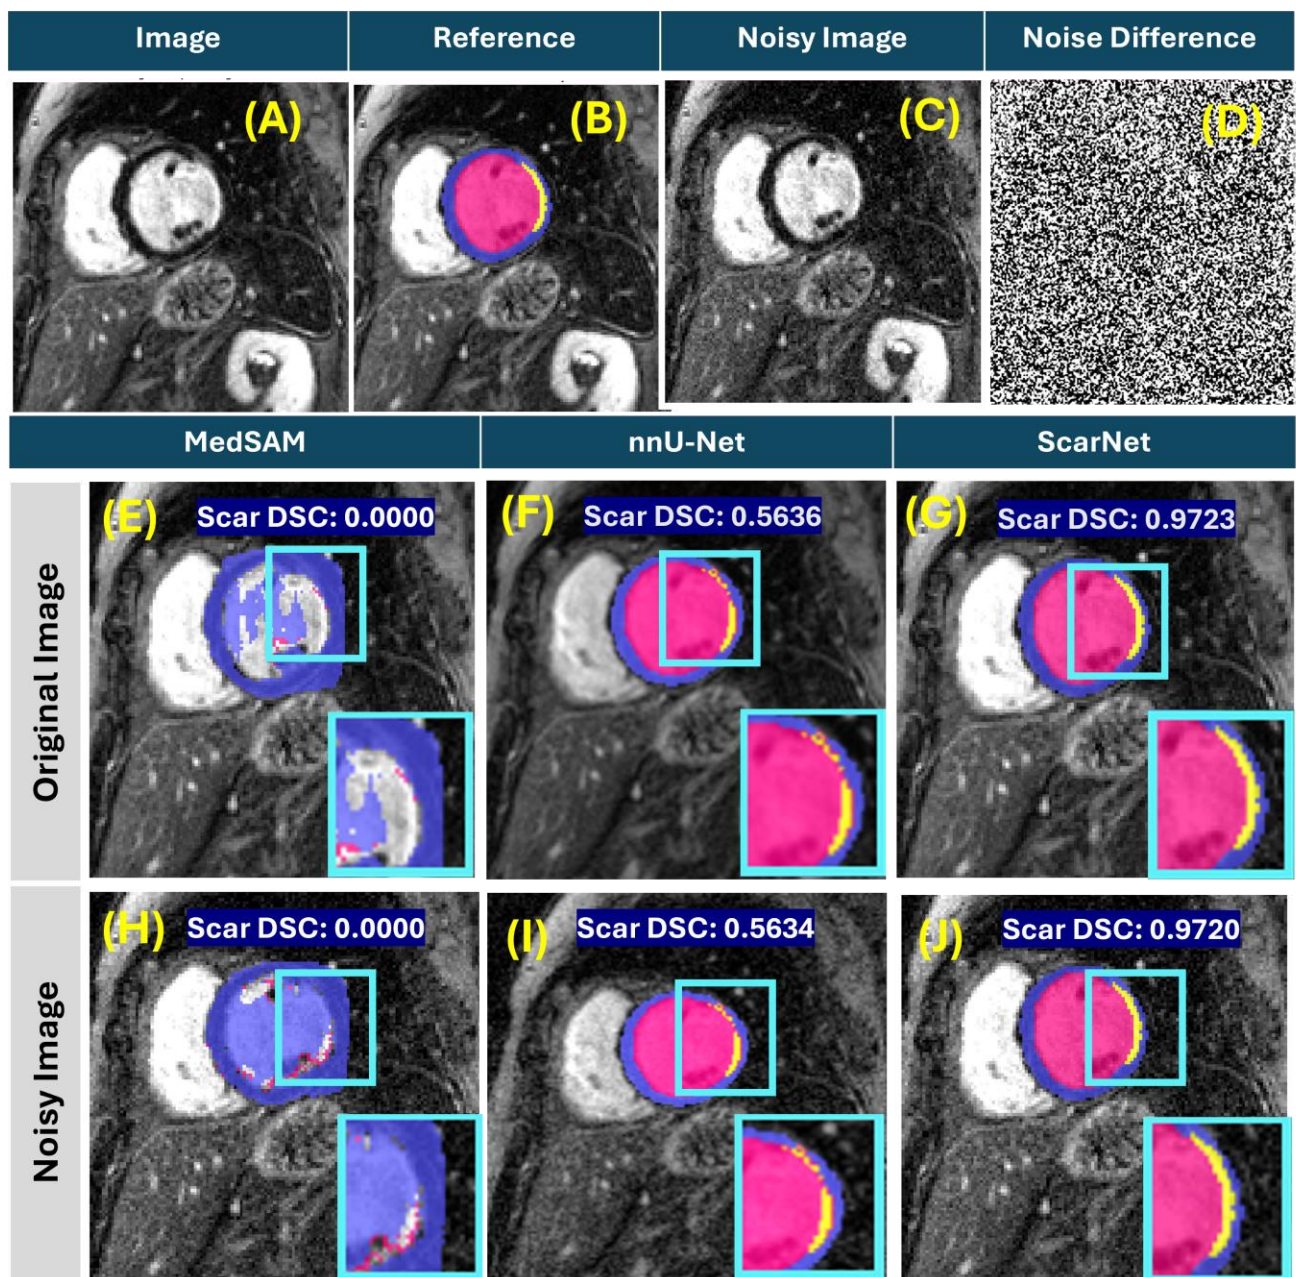 Image
Reference
Noisy Image
Noise Difference
(A)
(B)
(C)
(D)
MedSAM
nnU-Net
ScarNet
Original Image
(E)
Scar DSC: 0.0000
(F)
Scar DSC: 0.5636
(G)
Scar DSC: 0.9723
Noisy Image
(H)
Scar DSC: 0.0000
(I)
Scar DSC: 0.5634
(J)
Scar DSC: 0.9720